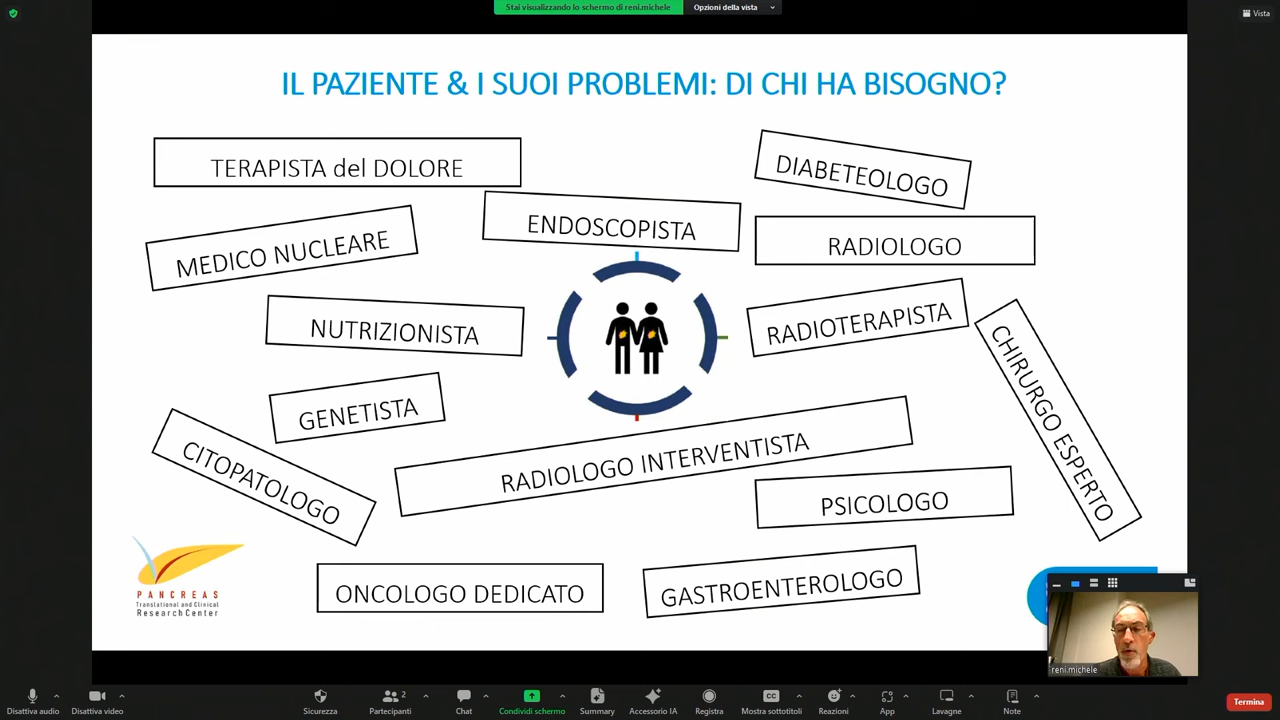 Stai visualizzando lo schermo di reni.michele
Opzioni della vista
Vista
IL PAZIENTE & I SUOI PROBLEMI: DI CHI HA BISOGNO?
TERAPISTA del DOLORE
DIABETEOLOGO
ENDOSCOPISTA
MEDICO NUCLEARE
RADIOLOGO
NUTRIZIONISTA
RADIOTERAPISTA
CHIRURGO ESPERTO
GENETISTA
CITOPATOLOGO
RADIOLOGO INTERVENTISTA
PSICOLOGO
ONCOLOGO DEDICATO
GASTROENTEROLOGO
PANCREAS
Translational and Clinical
Research Center
reni.michele
Disattiva audio
Disattiva video
Sicurezza
Partecipanti
2
Chat
Condividi schermo
Summary
Accessorio IA
Registra
CC
Mostra sottotitoli
Reazioni
App
Lavagne
Note
Termina